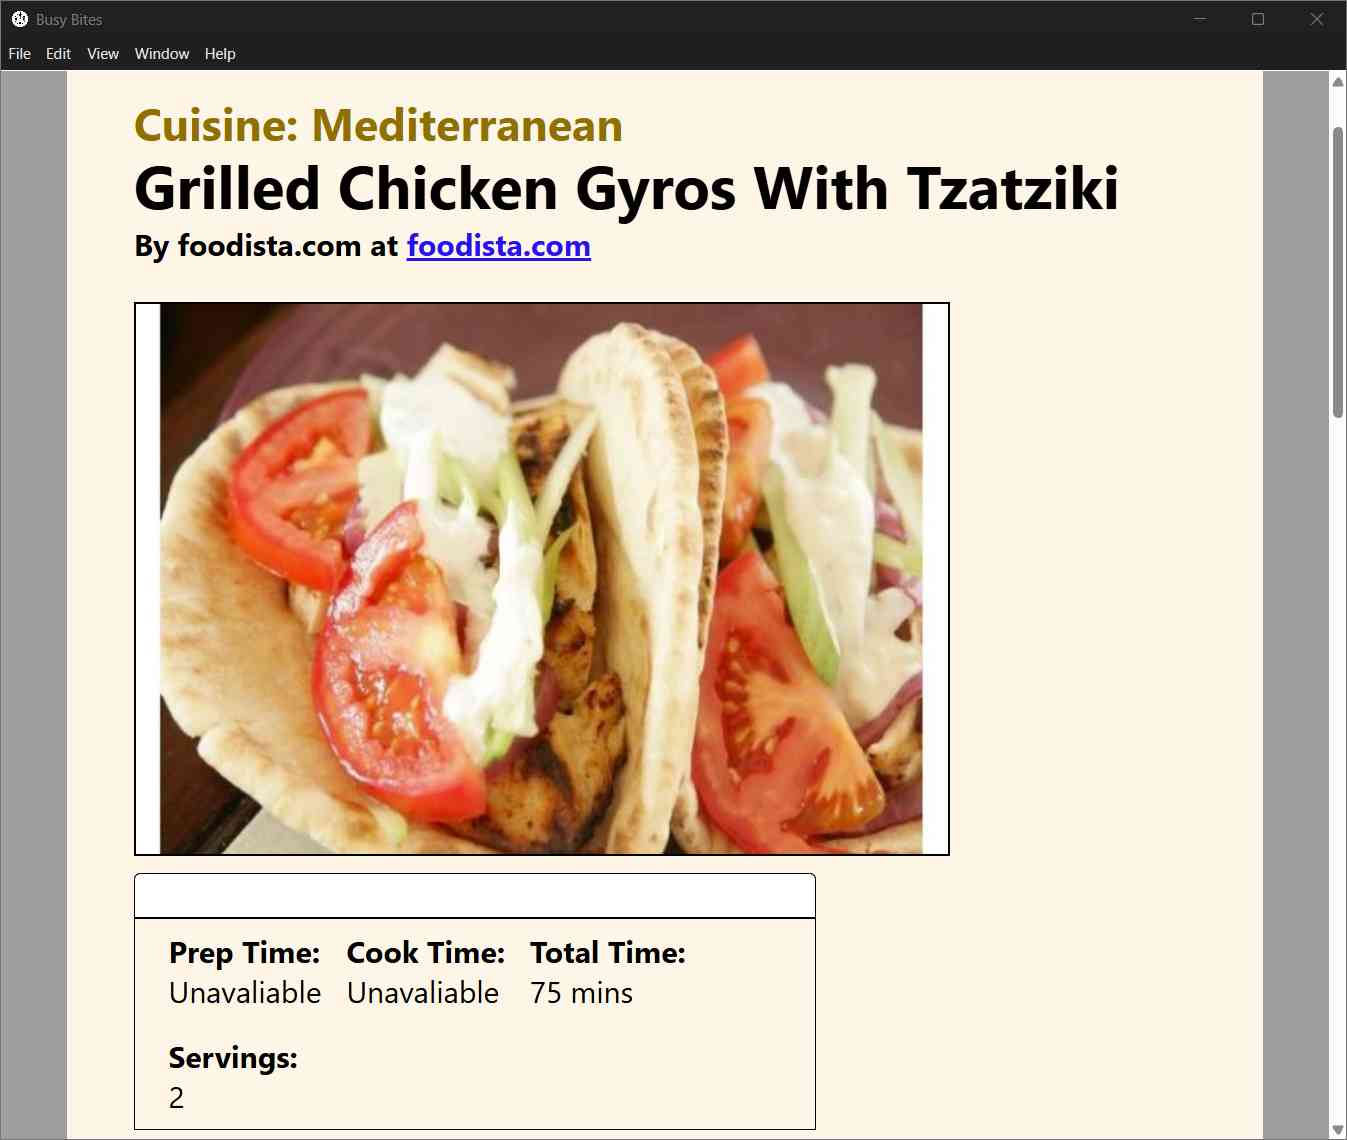 Busy Bites
File Edit View Window Help
Cuisine: Mediterranean
Grilled Chicken Gyros With Tzatziki
By foodista.com at foodista.com
Prep Time: Cook Time: Total Time:
Unavaliable Unavaliable 75 mins
Servings:
2